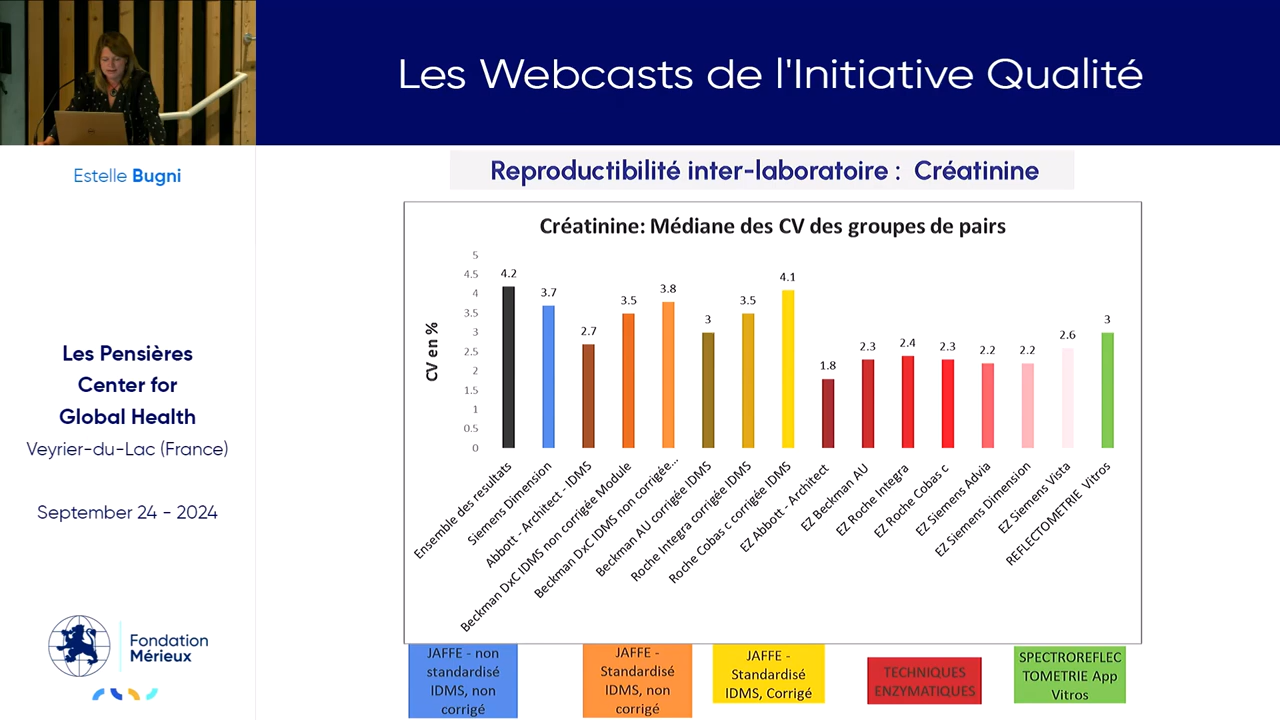 Les Webcasts de l'Initiative Qualité
Estelle Bugni
Les Pensières
Center for
Global Health
Veyrier-du-Lac (France)
September 24 - 2024
Fondation
Mérieux
Reproductibilité inter-laboratoire : Créatinine
Créatinine: Médiane des CV des groupes de pairs
CV en %
5
4.5
4
3.5
3
2.5
2
1.5
1
0.5
0
4.2
3.7
2.7
3.5
3.8
3
3.5
4.1
1.8
2.3
2.4
2.3
2.2
2.2
2.6
3
Ensemble des resultats
Siemens Dimension
Abbott - Architect - IDMS
Beckman DxC IDMS non corrigée Module
Beckman DxC IDMS non corrigée...
Beckman AU corrigée IDMS
Roche Integra corrigée IDMS
Roche Cobas c corrigée IDMS
EZ Abbott - Architect
EZ Beckman AU
EZ Roche Integra
EZ Roche Cobas c
EZ Siemens Advia
EZ Siemens Dimension
EZ Siemens Vista
REFLECTOMETRIE Vitros
JAFFE - non
standardisé
IDMS, non
corrigé
JAFFE -
Standardisé
IDMS, non
corrigé
JAFFE -
Standardisé
IDMS, Corrigé
TECHNIQUES
ENZYMATIQUES
SPECTROREFLEC
TOMETRIE App
Vitros